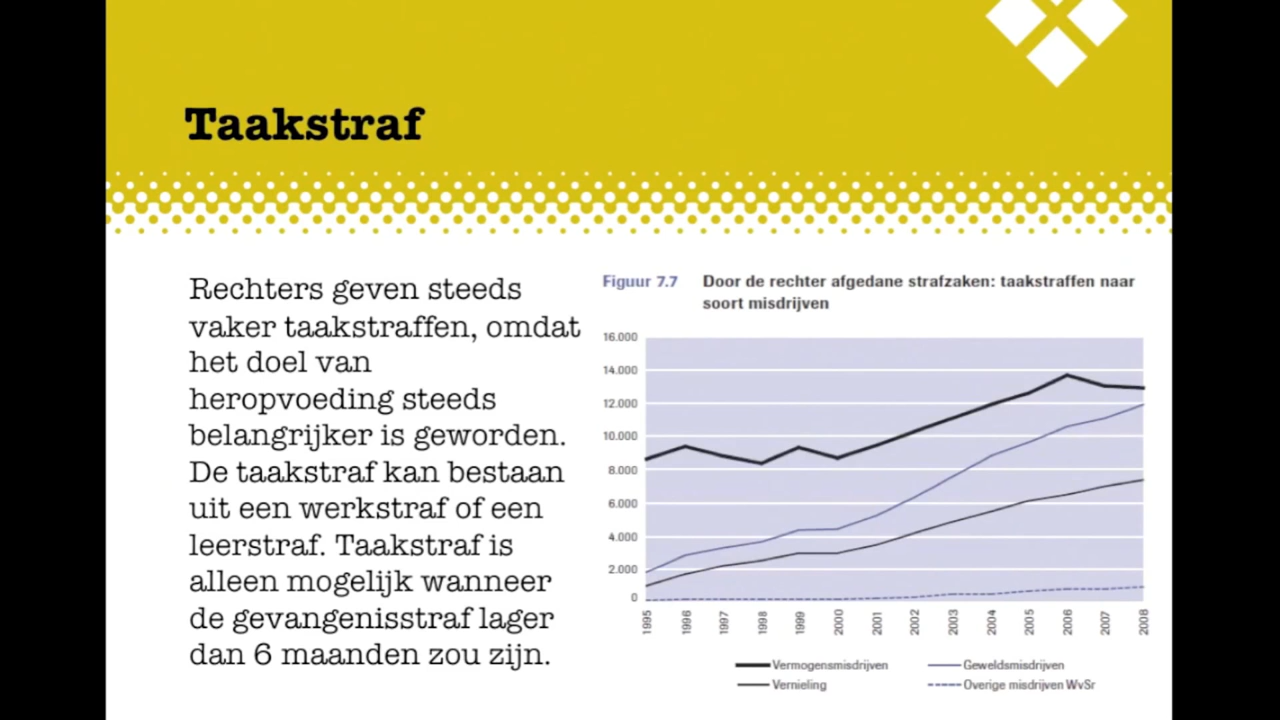 Taakstraf
Rechters geven steeds
vaker taakstraffen, omdat
het doel van
heropvoeding steeds
belangrijker is geworden.
De taakstraf kan bestaan
uit een werkstraf of een
leerstraf. Taakstraf is
alleen mogelijk wanneer
de gevangenisstraf lager
dan 6 maanden zou zijn.
Figuur 7.7 Door de rechter afgedane strafzaken: taakstraffen naar
soort misdrijven
16.000
14.000
12.000
10.000
8.000
6.000
4.000
2.000
0
1995 1996 1997 1998 1999 2000 2001 2002 2003 2004 2005 2006 2007 2008
Vermogensmisdrijven Geweldsmisdrijven
Vernieling Overige misdrijven WvSr